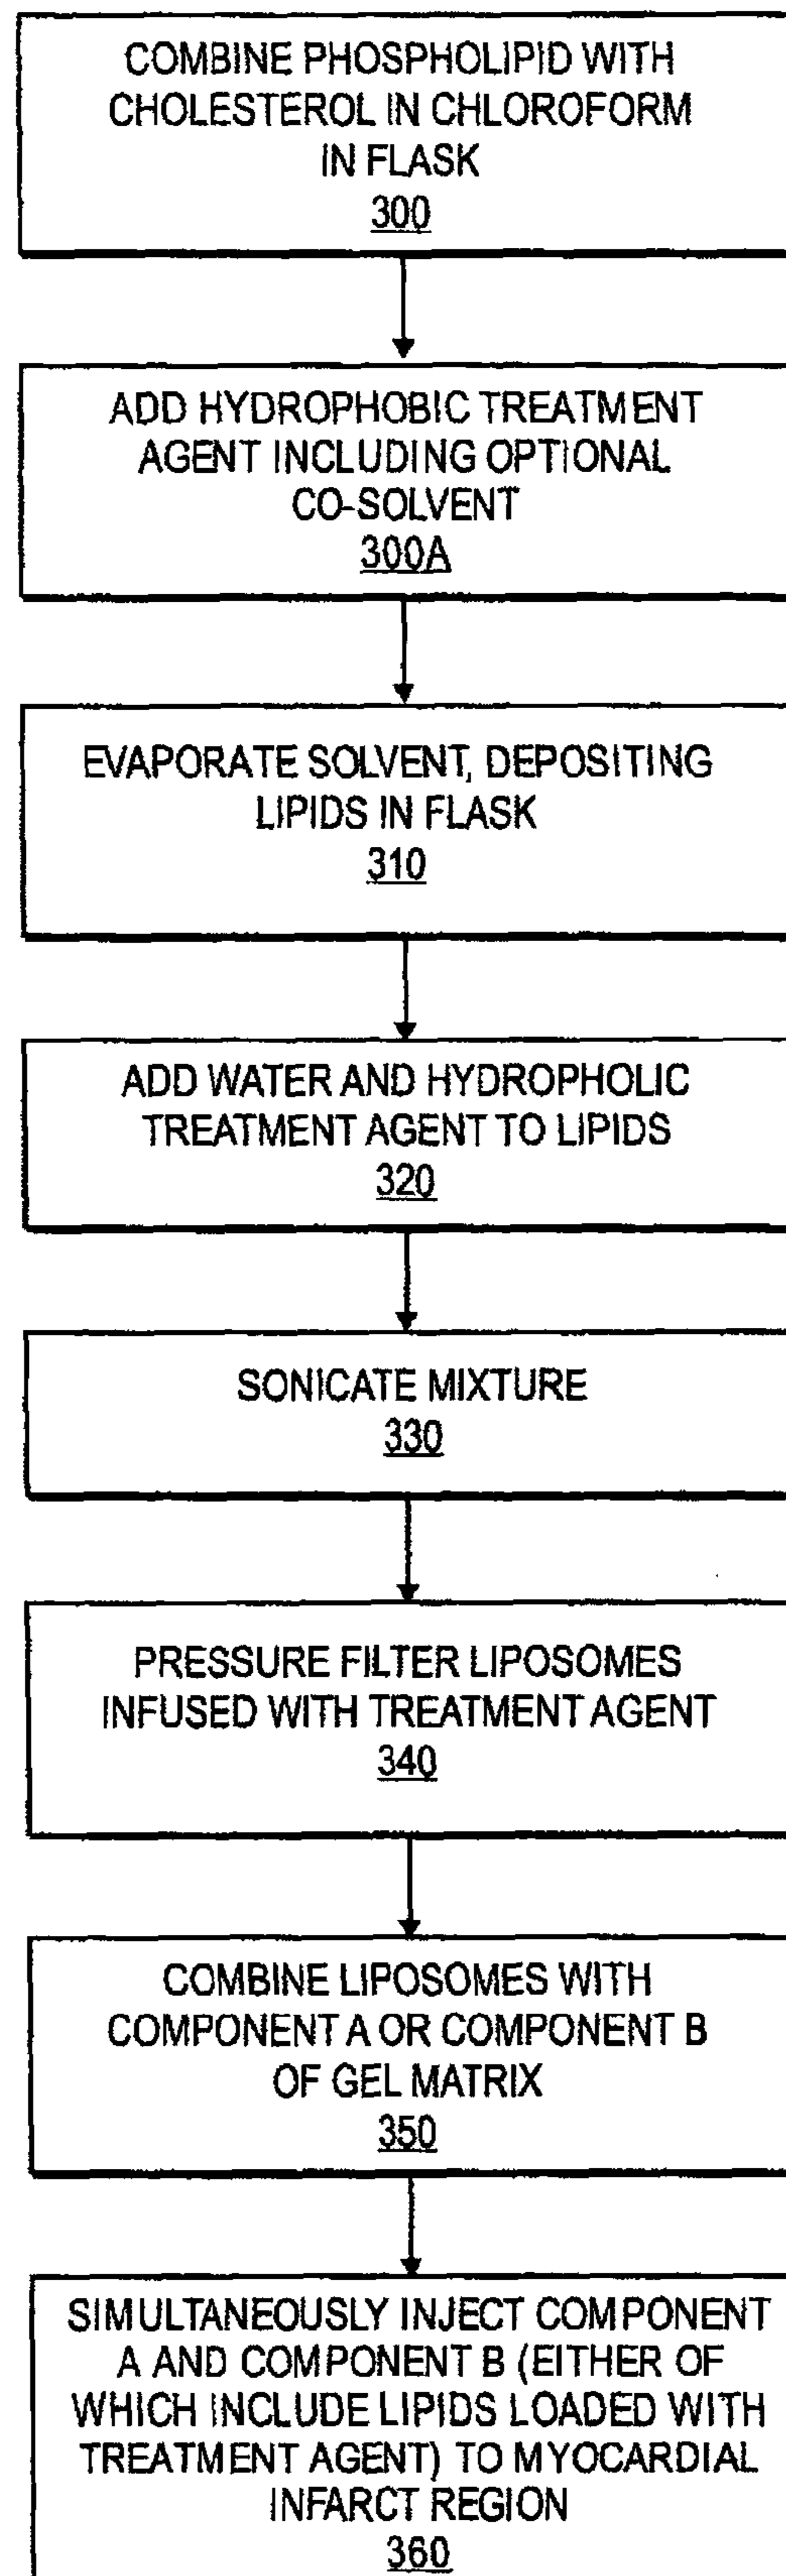 COMBINE PHOSPHOLIPID WITH
CHOLESTEROL IN CHLOROFORM
IN FLASK
300
ADD HYDROPHOBIC TREATMENT
AGENT INCLUDING OPTIONAL
CO-SOLVENT
300A
EVAPORATE SOLVENT, DEPOSITING
LIPIDS IN FLASK
310
ADD WATER AND HYDROPHOLIC
TREATMENT AGENT TO LIPIDS
320
SONICATE MIXTURE
330
PRESSURE FILTER LIPOSOMES
INFUSED WITH TREATMENT AGENT
340
COMBINE LIPOSOMES WITH
COMPONENT A OR COMPONENT B
OF GEL MATRIX
350
SIMULTANEOUSLY INJECT COMPONENT
A AND COMPONENT B (EITHER OF
WHICH INCLUDE LIPIDS LOADED WITH
TREATMENT AGENT) TO MYOCARDIAL
INFARCT REGION
360